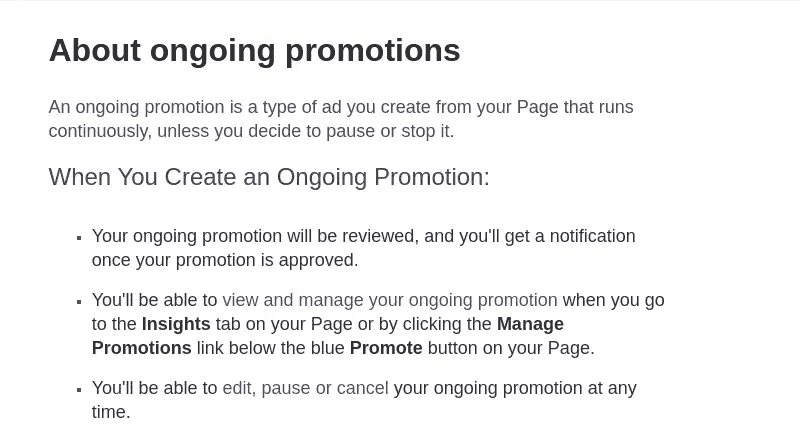 About ongoing promotions
An ongoing promotion is a type of ad you create from your Page that runs
continuously, unless you decide to pause or stop it.
When You Create an Ongoing Promotion:
▪ Your ongoing promotion will be reviewed, and you'll get a notification
once your promotion is approved.
▪ You'll be able to view and manage your ongoing promotion when you go
to the Insights tab on your Page or by clicking the Manage
Promotions link below the blue Promote button on your Page.
▪ You'll be able to edit, pause or cancel your ongoing promotion at any
time.